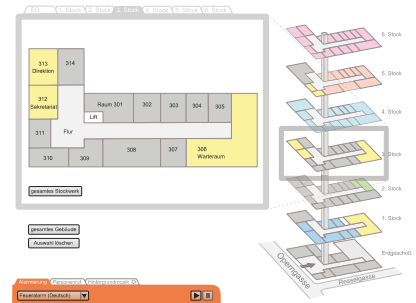 EG
1. Stock
2. Stock
3. Stock
4. Stock
5. Stock
6. Stock
313
Direktion
314
312
Sekretariat
Raum 301
302
303
304
305
Lift
311
Flur
310
309
308
307
306
Warteraum
gesamtes Stockwerk
gesamtes Gebäude
Auswahl löschen
Alarmierung
Personenruf
Hintergrundmusik
Feueralarm (Deutsch)
6. Stock
5. Stock
4. Stock
3. Stock
2. Stock
1. Stock
Erdgeschoß
Operngasse
Resselgasse